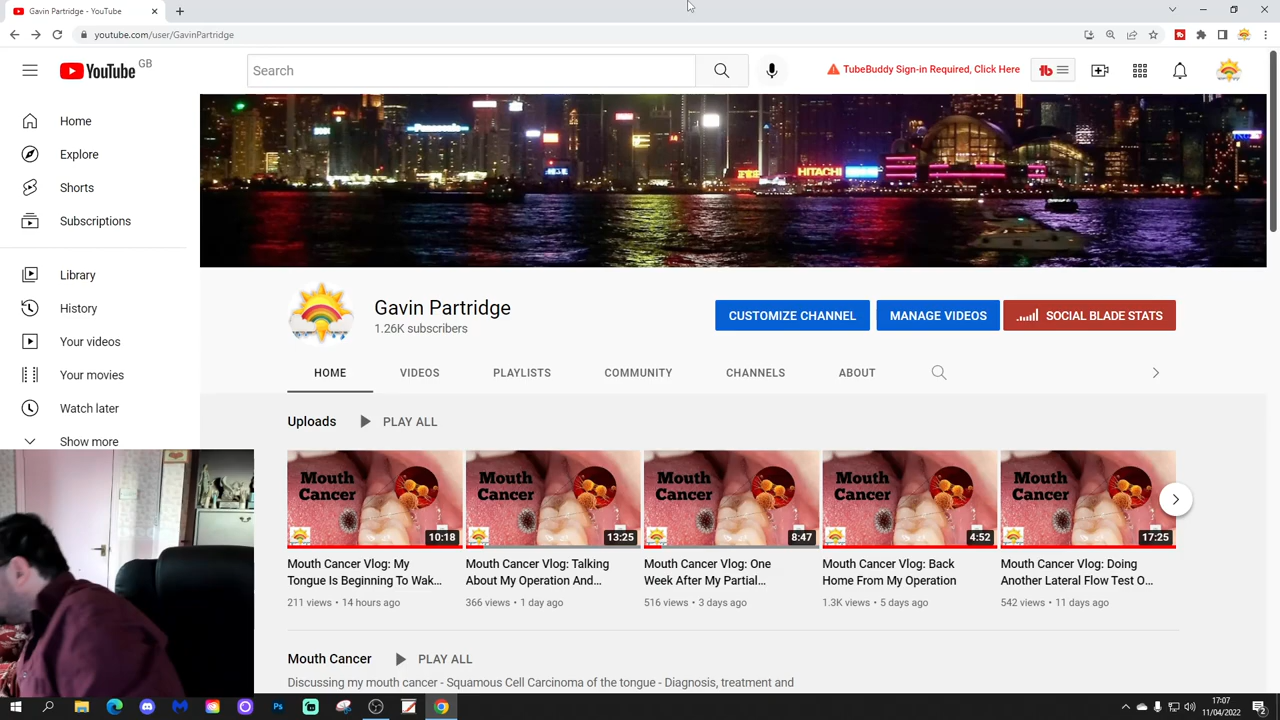 Gavin Partridge - YouTube
youtube.com/user/GavinPartridge
YouTube GB
Search
TubeBuddy Sign-in Required, Click Here
tb
Home
Explore
Shorts
Subscriptions
Library
History
Your videos
Your movies
Watch later
Show more
HITACHI
Gavin Partridge
1.26K subscribers
CUSTOMIZE CHANNEL
MANAGE VIDEOS
SOCIAL BLADE STATS
HOME
VIDEOS
PLAYLISTS
COMMUNITY
CHANNELS
ABOUT
Uploads
PLAY ALL
Mouth
Cancer
10:18
Mouth Cancer Vlog: My
Tongue Is Beginning To Wak...
211 views • 14 hours ago
Mouth
Cancer
13:25
Mouth Cancer Vlog: Talking
About My Operation And...
366 views • 1 day ago
Mouth
Cancer
8:47
Mouth Cancer Vlog: One
Week After My Partial...
516 views • 3 days ago
Mouth
Cancer
4:52
Mouth Cancer Vlog: Back
Home From My Operation
1.3K views • 5 days ago
Mouth
Cancer
17:25
Mouth Cancer Vlog: Doing
Another Lateral Flow Test O...
542 views • 11 days ago
Mouth Cancer
PLAY ALL
Discussing my mouth cancer - Squamous Cell Carcinoma of the tongue - Diagnosis, treatment and
Ps
17:07
11/04/2022
2